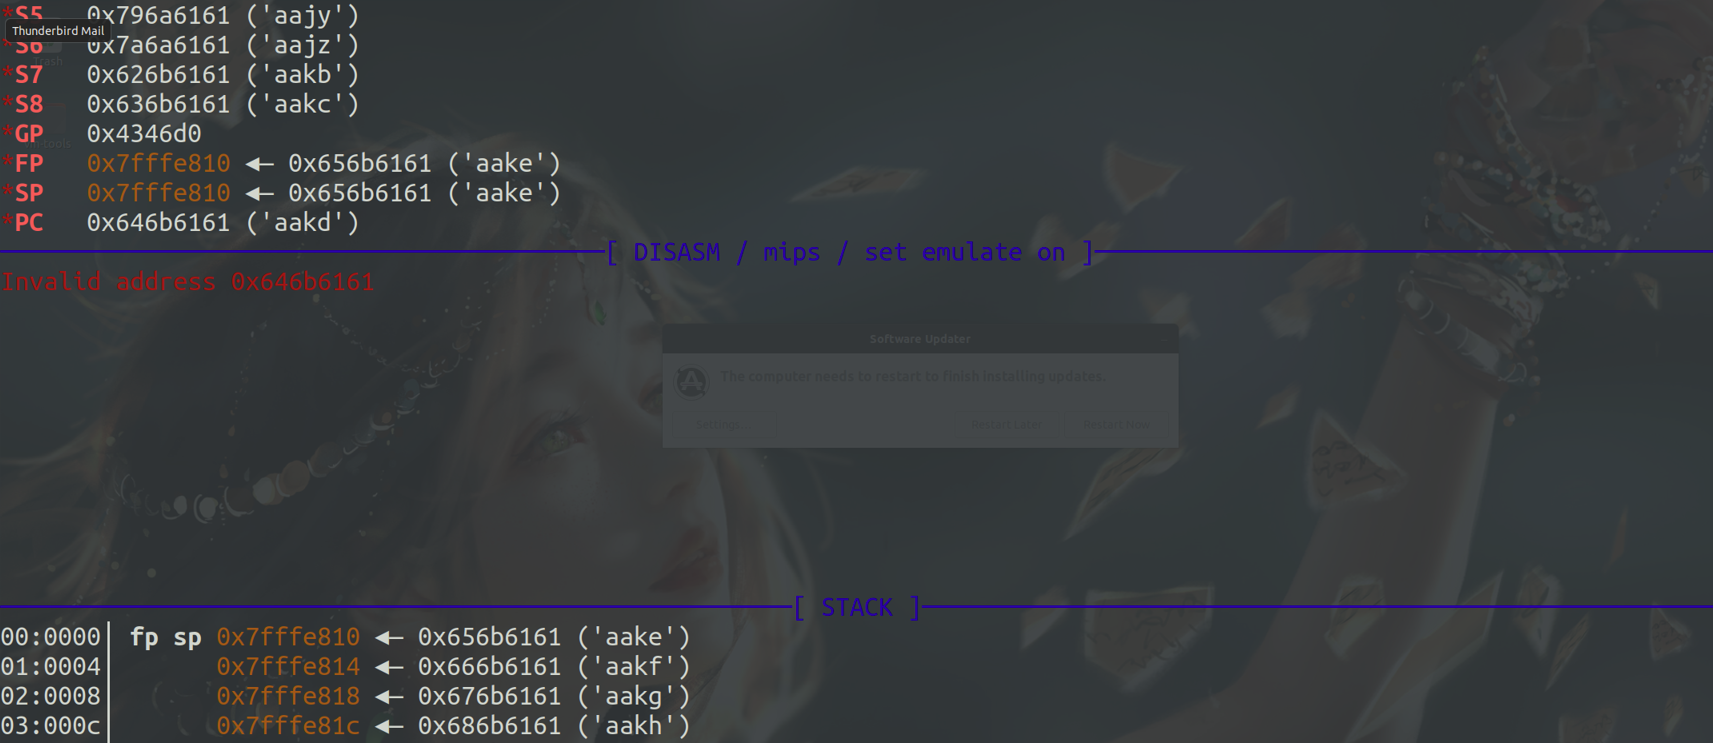 *S5 0x796a6161 ('aajy')
Thunderbird Mail
*S6 0x7a6a6161 ('aajz')
Trash
*S7 0x626b6161 ('aakb')
*S8 0x636b6161 ('aakc')
*GP 0x4346d0
*FP 0x7fffe810 ◂— 0x656b6161 ('aake')
*SP 0x7fffe810 ◂— 0x656b6161 ('aake')
*PC 0x646b6161 ('aakd')
[ DISASM / mips / set emulate on ]
Invalid address 0x646b6161
Software Updater
The computer needs to restart to finish installing updates.
Settings... Restart Later Restart Now
[ STACK ]
00:0000│ fp sp 0x7fffe810 ◂— 0x656b6161 ('aake')
01:0004│ 0x7fffe814 ◂— 0x666b6161 ('aakf')
02:0008│ 0x7fffe818 ◂— 0x676b6161 ('aakg')
03:000c│ 0x7fffe81c ◂— 0x686b6161 ('aakh')